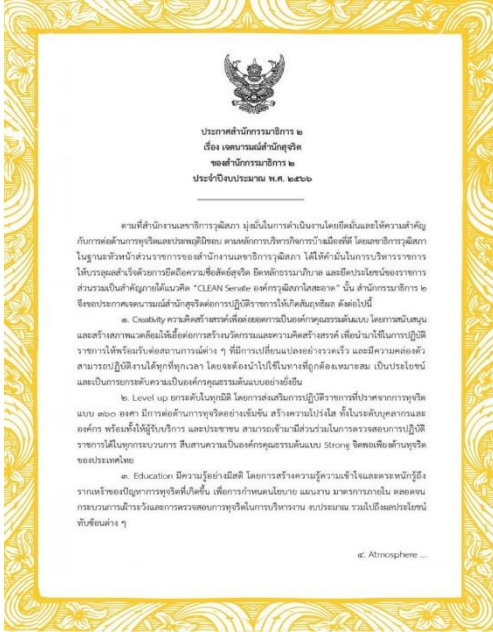 ประกาศสำนักกรรมาธิการ ๒
เรื่อง เจตนารมณ์สำนักสุจริต
ของสำนักกรรมาธิการ ๒
ประจำปีงบประมาณ พ.ศ. ๒๕๖๖
ตามที่สำนักงานเลขาธิการวุฒิสภา มุ่งมั่นในการดำเนินงานโดยยึดมั่นและให้ความสำคัญ
กับการต่อต้านการทุจริตและประพฤติมิชอบ ตามหลักการบริหารกิจการบ้านเมืองที่ดี โดยเลขาธิการวุฒิสภา
ในฐานะหัวหน้าส่วนราชการของสำนักงานเลขาธิการวุฒิสภา ได้ให้คำมั่นในการบริหารราชการ
ให้บรรลุผลสำเร็จด้วยการยึดถือความซื่อสัตย์สุจริต ยึดหลักธรรมาภิบาล และยึดประโยชน์ของราชการ
ส่วนรวมเป็นสำคัญภายใต้แนวคิด "CLEAN Senate องค์กรวุฒิสภาใสสะอาด" นั้น สำนักกรรมาธิการ ๒
จึงขอประกาศเจตนารมณ์สำนักสุจริตต่อการปฏิบัติราชการให้เกิดสัมฤทธิผล ดังต่อไปนี้
๑. Creativity ความคิดสร้างสรรค์เพื่อต่อยอดการเป็นองค์กรคุณธรรมต้นแบบ โดยการสนับสนุน
และสร้างสภาพแวดล้อมให้เอื้อต่อการสร้างนวัตกรรมและความคิดสร้างสรรค์ เพื่อนำมาใช้ในการปฏิบัติ
ราชการให้พร้อมรับต่อสถานการณ์ต่าง ๆ ที่มีการเปลี่ยนแปลงอย่างรวดเร็ว และมีความคล่องตัว
สามารถปฏิบัติงานได้ทุกที่ทุกเวลา โดยจะต้องนำไปใช้ในทางที่ถูกต้องเหมาะสม เป็นประโยชน์
และเป็นการยกระดับความเป็นองค์กรคุณธรรมต้นแบบอย่างยั่งยืน
๒. Level up ยกระดับในทุกมิติ โดยการส่งเสริมการปฏิบัติราชการที่ปราศจากการทุจริต
แบบ ๓๖๐ องศา มีการต่อต้านการทุจริตอย่างเข้มข้น สร้างความโปร่งใส ทั้งในระดับบุคลากรและ
องค์กร พร้อมทั้งให้ผู้รับบริการ และประชาชน สามารถเข้ามามีส่วนร่วมในการตรวจสอบการปฏิบัติ
ราชการได้ในทุกกระบวนการ สืบสานความเป็นองค์กรคุณธรรมต้นแบบ Strong จิตพอเพียงต้านทุจริต
ของประเทศไทย
๓. Education มีความรู้อย่างมีสติ โดยการสร้างความรู้ความเข้าใจและตระหนักรู้ถึง
รากเหง้าของปัญหาการทุจริตที่เกิดขึ้น เพื่อการกำหนดนโยบาย แผนงาน มาตรการภายใน ตลอดจน
กระบวนการเฝ้าระวังและการตรวจสอบการทุจริตในการบริหารงาน งบประมาณ รวมไปถึงผลประโยชน์
ทับซ้อนต่าง ๆ
๔. Atmosphere ...